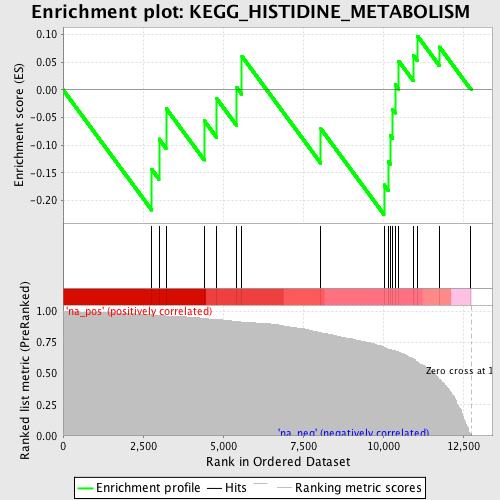 Enrichment plot: KEGG_HISTIDINE_METABOLISM
Enrichment score (ES)
0.10
0.05
0.00
-0.05
-0.10
-0.15
-0.20
'na_pos' (positively correlated)
Ranked list metric (PreRanked)
1.00
0.75
0.50
0.25
0.00
Zero cross at 1
'na_neg' (negatively correlated)
0
2,500
5,000
7,500
10,000
12,500
Rank in Ordered Dataset
Enrichment profile
Hits
Ranking metric scores